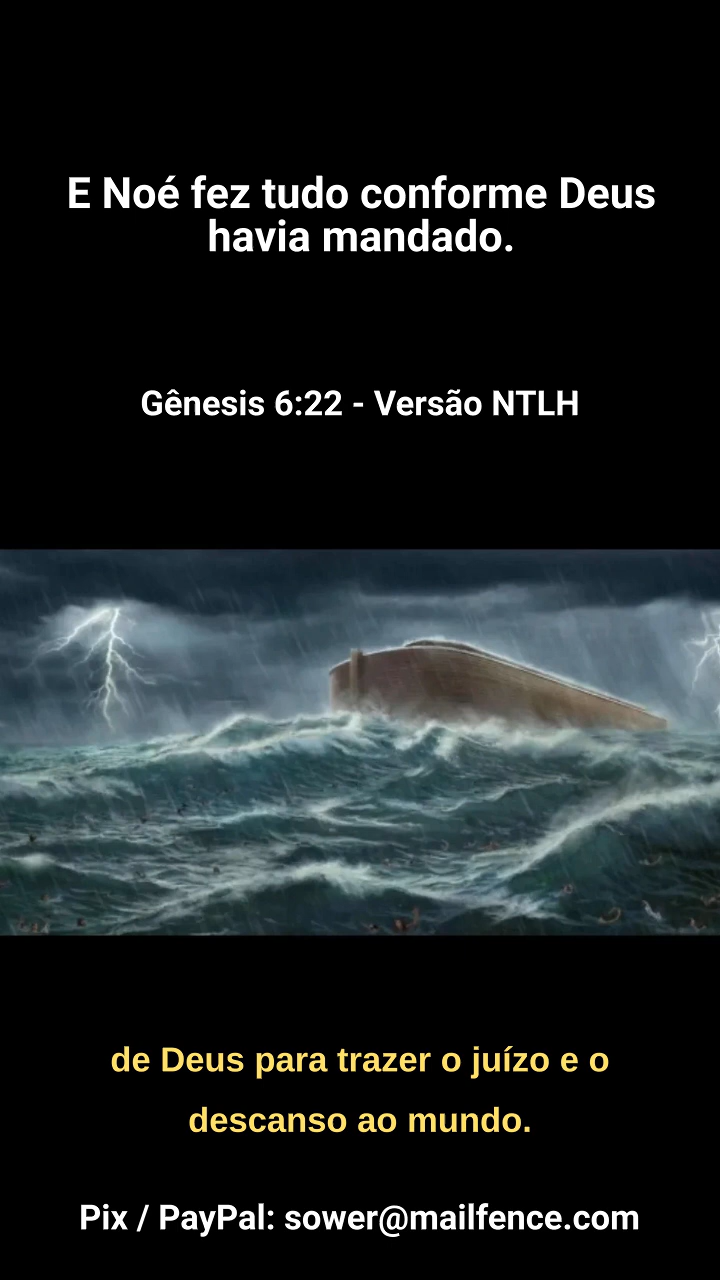 E Noé fez tudo conforme Deus
havia mandado.
Gênesis 6:22 - Versão NTLH
de Deus para trazer o juízo e o
descanso ao mundo.
Pix / PayPal: sower@mailfence.com